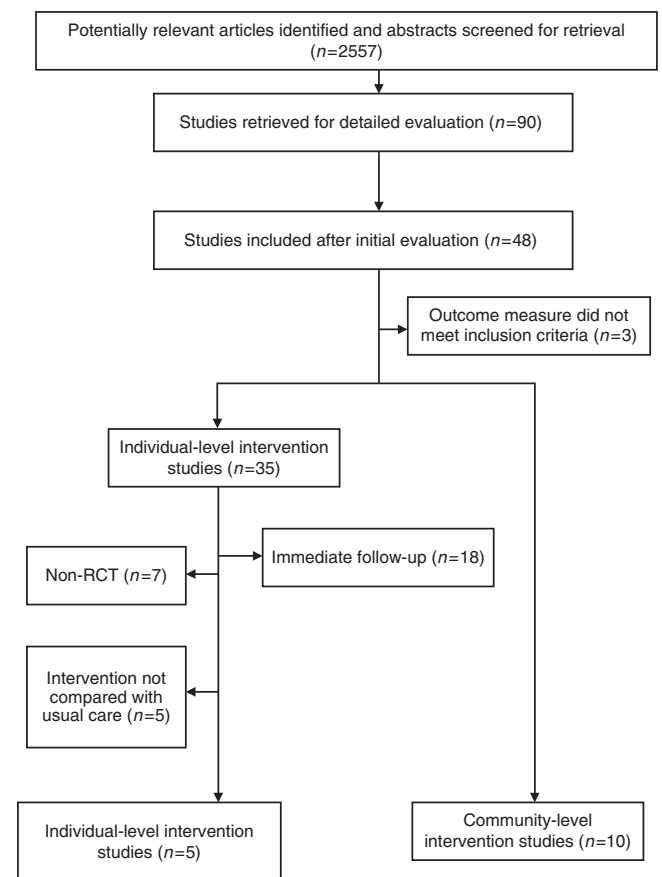 Potentially relevant articles identified and abstracts screened for retrieval
(n=2557)
Studies retrieved for detailed evaluation (n=90)
Studies included after initial evaluation (n=48)
Outcome measure did not
meet inclusion criteria (n=3)
Individual-level intervention
studies (n=35)
Immediate follow-up (n=18)
Non-RCT (n=7)
Intervention not
compared with
usual care (n=5)
Individual-level intervention
studies (n=5)
Community-level
intervention studies (n=10)